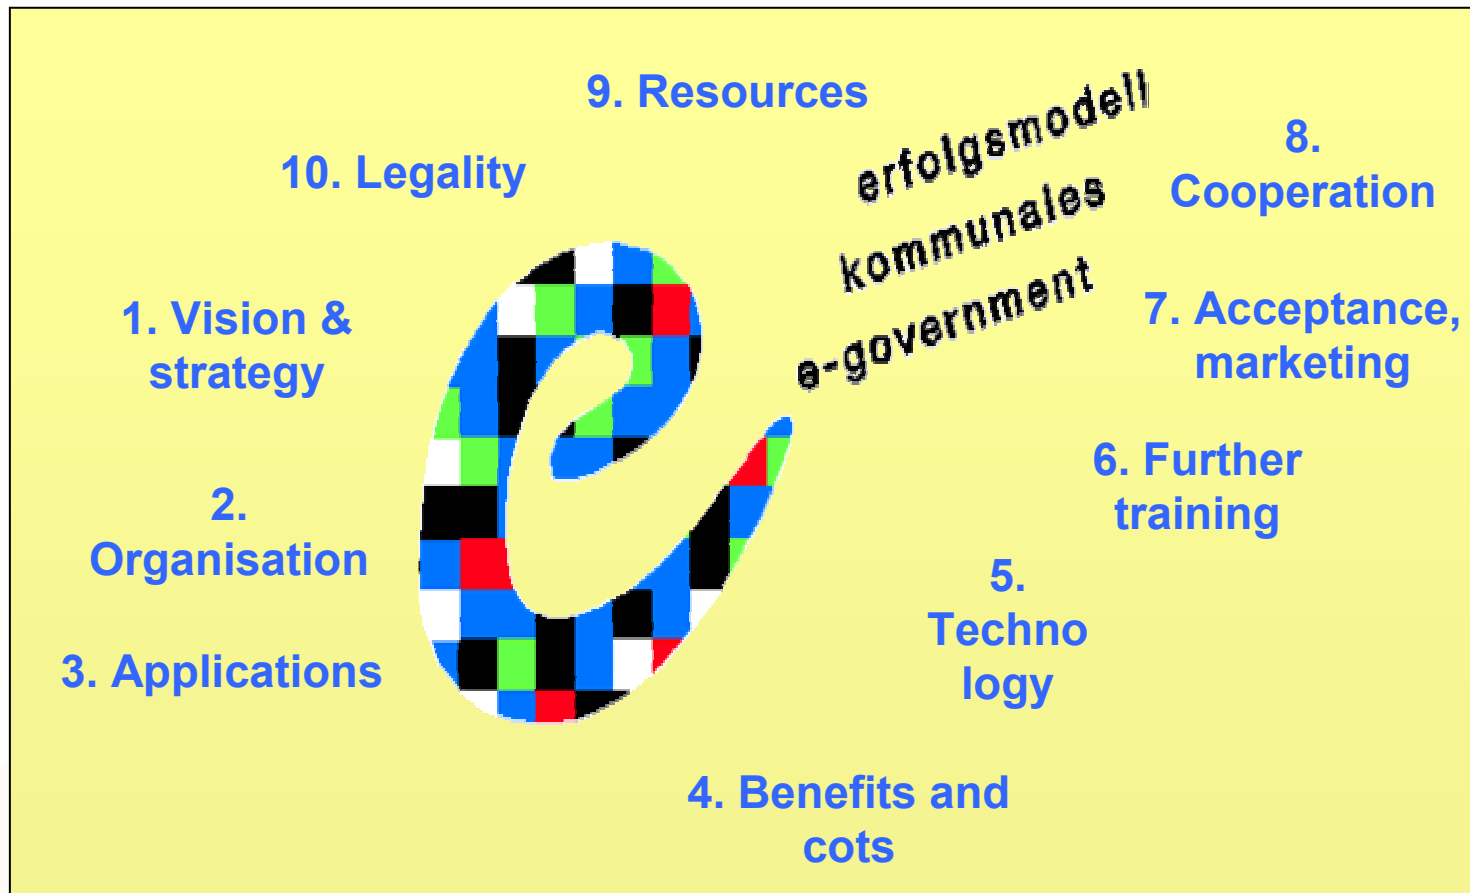 9. Resources
10. Legality
erfolgsmodell
kommunales
e-government
8.
Cooperation
1. Vision &
strategy
7. Acceptance,
marketing
6. Further
training
2.
Organisation
5.
Techno
logy
3. Applications
4. Benefits and
cots